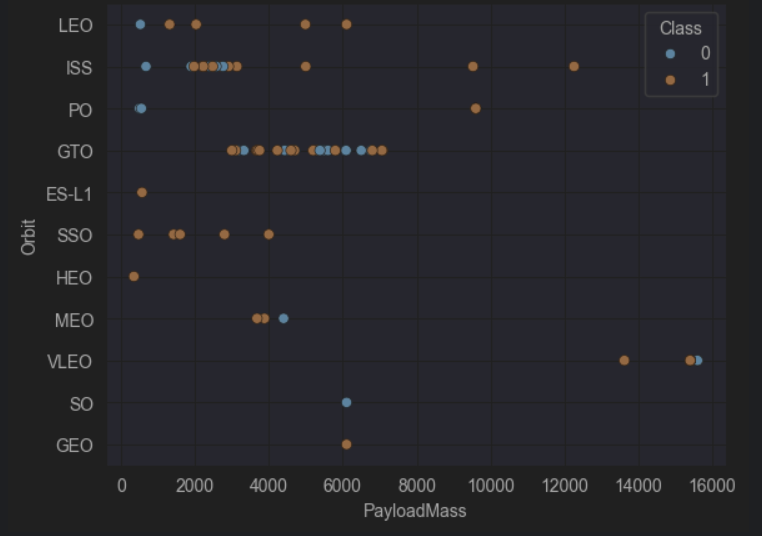 Class
0
1
Orbit
LEO
ISS
PO
GTO
ES-L1
SSO
HEO
MEO
VLEO
SO
GEO
0 2000 4000 6000 8000 10000 12000 14000 16000
PayloadMass